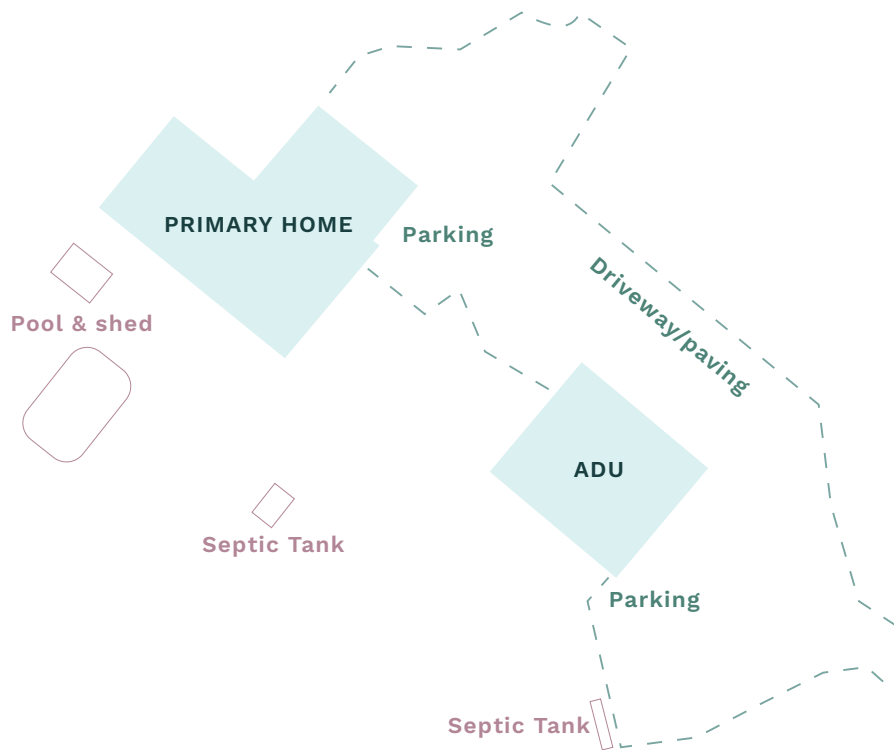 PRIMARY HOME
Parking
Driveway/paving
Pool & shed
ADU
Septic Tank
Parking
Septic Tank